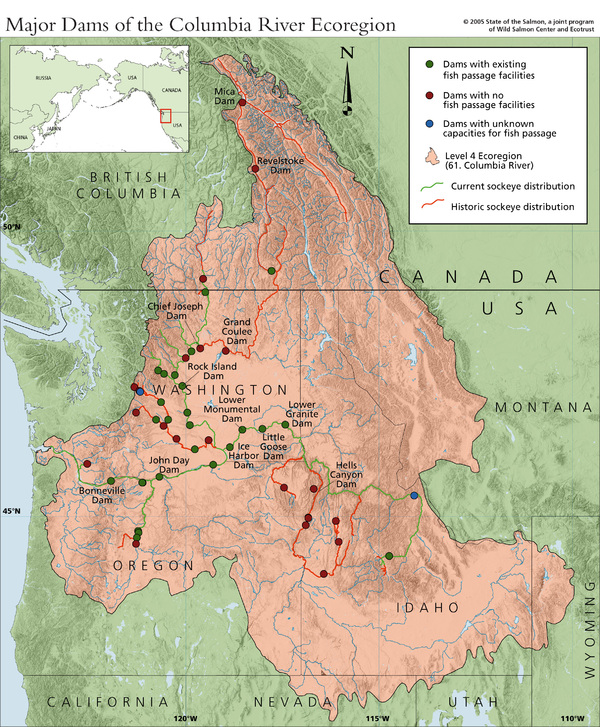 Major Dams of the Columbia River Ecoregion
© 2005 State of the Salmon, a joint program
of Wild Salmon Center and Ecotrust
RUSSIA
USA
CANADA
CHINA
JAPAN
USA
N
Dams with existing
fish passage facilities
Dams with no
fish passage facilities
Dams with unknown
capacities for fish passage
Level 4 Ecoregion
(61. Columbia River)
Current sockeye distribution
Historic sockeye distribution
Mica
Dam
Revelstoke
Dam
BRITISH
COLUMBIA
50°N
CANADA
USA
Chief Joseph
Dam
Grand
Coulee
Dam
Rock Island
Dam
WASHINGTON
MONTANA
Lower
Monumental
Dam
Lower
Granite
Dam
Little
Goose
Dam
Ice
Harbor
Dam
John Day
Dam
Hells
Canyon
Dam
Bonneville
Dam
45°N
OREGON
IDAHO
WYOMING
CALIFORNIA
NEVADA
UTAH
120°W
115°W
110°W